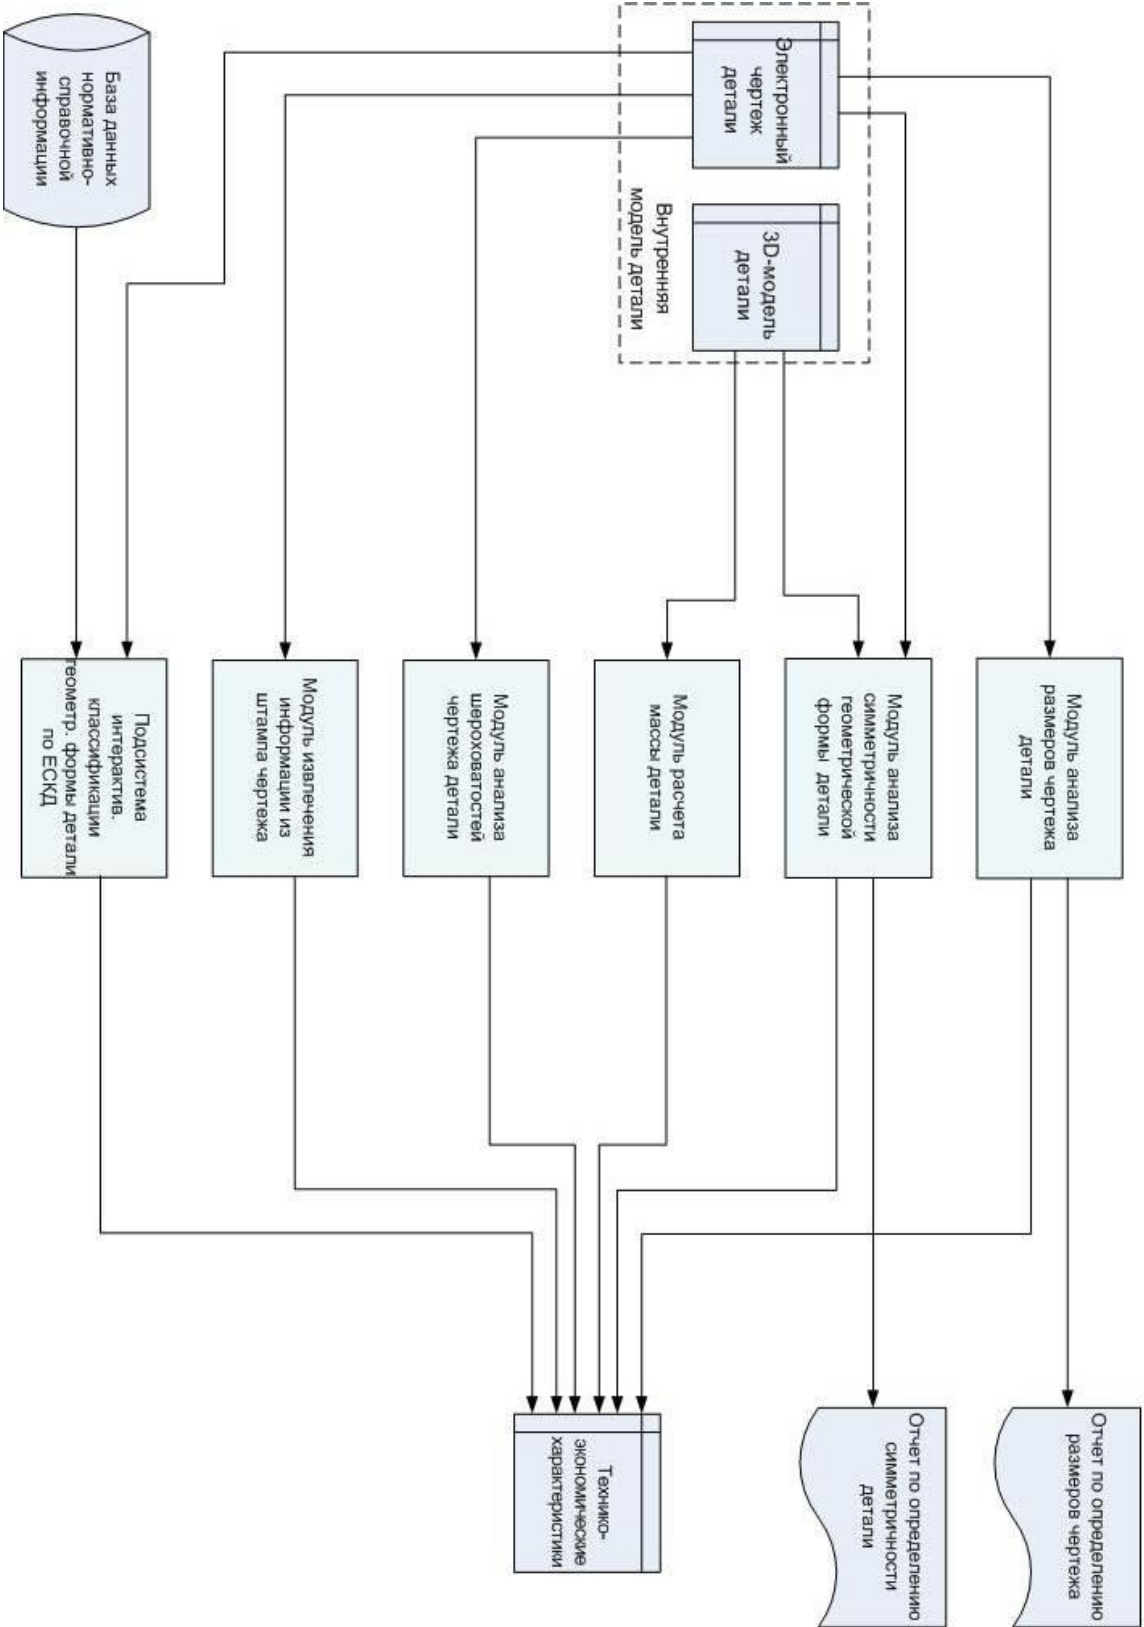 Отчет по определению
размеров чертежа
Отчет по определению
симметричности
детали
Технико-
экономические
характеристики
Модуль анализа
размеров чертежа
детали
Модуль анализа
симметричности
геометрической
формы детали
Модуль расчета
массы детали
Модуль анализа
шероховатостей
чертежа детали
Модуль извлечения
информации из
штампа чертежа
Подсистема
интерактив.
классификации
геометр. формы детали
по ЕСКД
Электронный
чертеж
детали
3D-модель
детали
Внутренняя
модель детали
База данных
нормативно-
справочной
информации